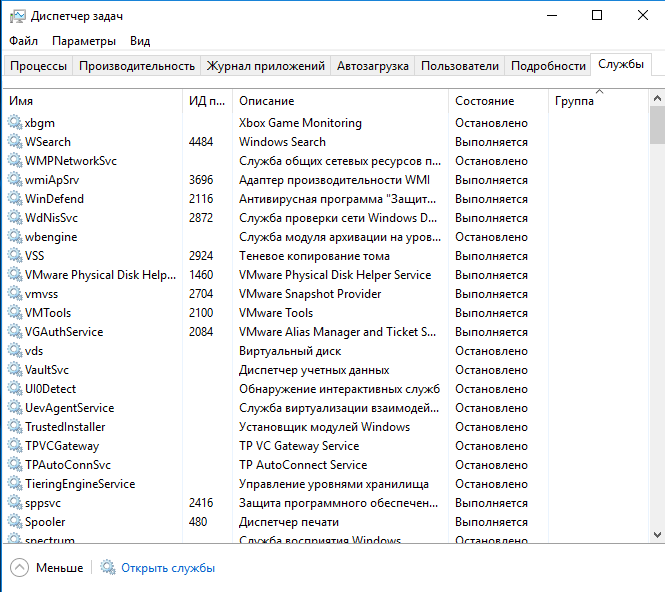 Диспетчер задач
Файл Параметры Вид
Процессы Производительность Журнал приложений Автозагрузка Пользователи Подробности Службы
Имя ИД п... Описание Состояние Группа
xbgm Xbox Game Monitoring Остановлено
WSearch 4484 Windows Search Выполняется
WMPNetworkSvc Служба общих сетевых ресурсов п... Остановлено
wmiApSrv 3696 Адаптер производительности WMI Выполняется
WinDefend 2116 Антивирусная программа "Защит... Выполняется
WdNisSvc 2872 Служба проверки сети Windows D... Выполняется
wbengine Служба модуля архивации на уров... Остановлено
VSS 2924 Теневое копирование тома Выполняется
VMware Physical Disk Help... 1460 VMware Physical Disk Helper Service Выполняется
vmvss 2704 VMware Snapshot Provider Выполняется
VMTools 2100 VMware Tools Выполняется
VGAuthService 2084 VMware Alias Manager and Ticket S... Выполняется
vds Виртуальный диск Остановлено
VaultSvc Диспетчер учетных данных Остановлено
UI0Detect Обнаружение интерактивных служб Остановлено
UevAgentService Служба виртуализации взаимодей... Остановлено
TrustedInstaller Установщик модулей Windows Остановлено
TPVCGateway TP VC Gateway Service Остановлено
TPAutoConnSvc TP AutoConnect Service Остановлено
TieringEngineService Управление уровнями хранилища Остановлено
sppsvc 2416 Защита программного обеспечен... Выполняется
Spooler 480 Диспетчер печати Выполняется
spectrum Служба восприятия Windows Остановлено
Меньше Открыть службы